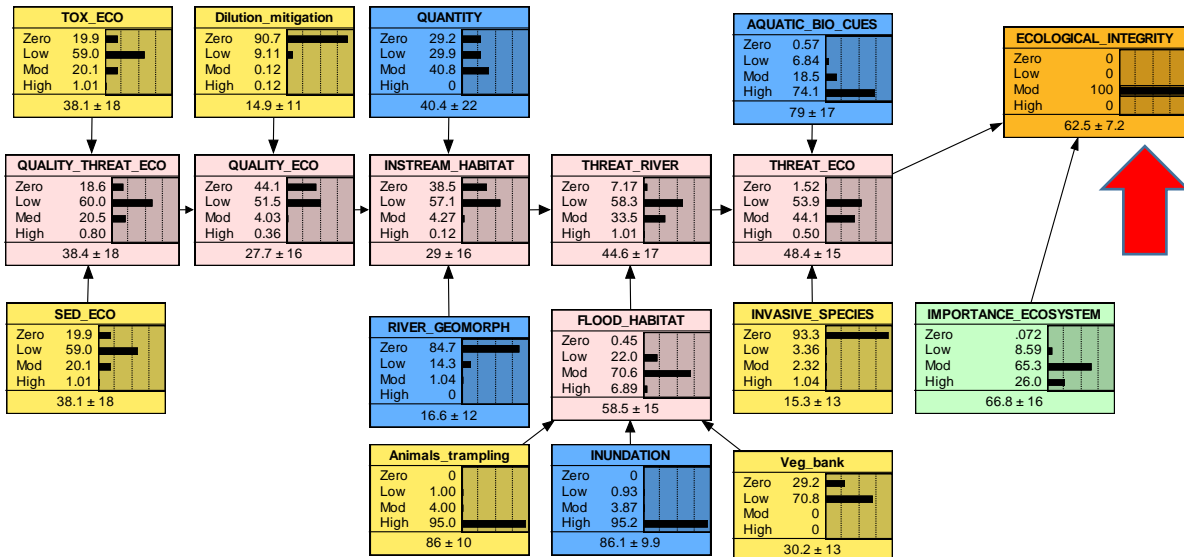 TOX_ECO
Zero 19.9
Low 59.0
Mod 20.1
High 1.01
38.1 ± 18
Dilution_mitigation
Zero 90.7
Low 9.11
Mod 0.12
High 0.12
14.9 ± 11
QUANTITY
Zero 29.2
Low 29.9
Mod 40.8
High 0
40.4 ± 22
AQUATIC_BIO_CUES
Zero 0.57
Low 6.84
Mod 18.5
High 74.1
79 ± 17
ECOLOGICAL_INTEGRITY
Zero 0
Low 0
Mod 100
High 0
62.5 ± 7.2
QUALITY_THREAT_ECO
Zero 18.6
Low 60.0
Med 20.5
High 0.80
38.4 ± 18
QUALITY_ECO
Zero 44.1
Low 51.5
Mod 4.03
High 0.36
27.7 ± 16
INSTREAM_HABITAT
Zero 38.5
Low 57.1
Mod 4.27
High 0.12
29 ± 16
THREAT_RIVER
Zero 7.17
Low 58.3
Mod 33.5
High 1.01
44.6 ± 17
THREAT_ECO
Zero 1.52
Low 53.9
Mod 44.1
High 0.50
48.4 ± 15
SED_ECO
Zero 19.9
Low 59.0
Mod 20.1
High 1.01
38.1 ± 18
RIVER_GEOMORPH
Zero 84.7
Low 14.3
Mod 1.04
High 0
16.6 ± 12
FLOOD_HABITAT
Zero 0.45
Low 22.0
Mod 70.6
High 6.89
58.5 ± 15
INVASIVE_SPECIES
Zero 93.3
Low 3.36
Mod 2.32
High 1.04
15.3 ± 13
IMPORTANCE_ECOSYSTEM
Zero .072
Low 8.59
Mod 65.3
High 26.0
66.8 ± 16
Animals_trampling
Zero 0
Low 1.00
Mod 4.00
High 95.0
86 ± 10
INUNDATION
Zero 0
Low 0.93
Mod 3.87
High 95.2
86.1 ± 9.9
Veg_bank
Zero 29.2
Low 70.8
Mod 0
High 0
30.2 ± 13